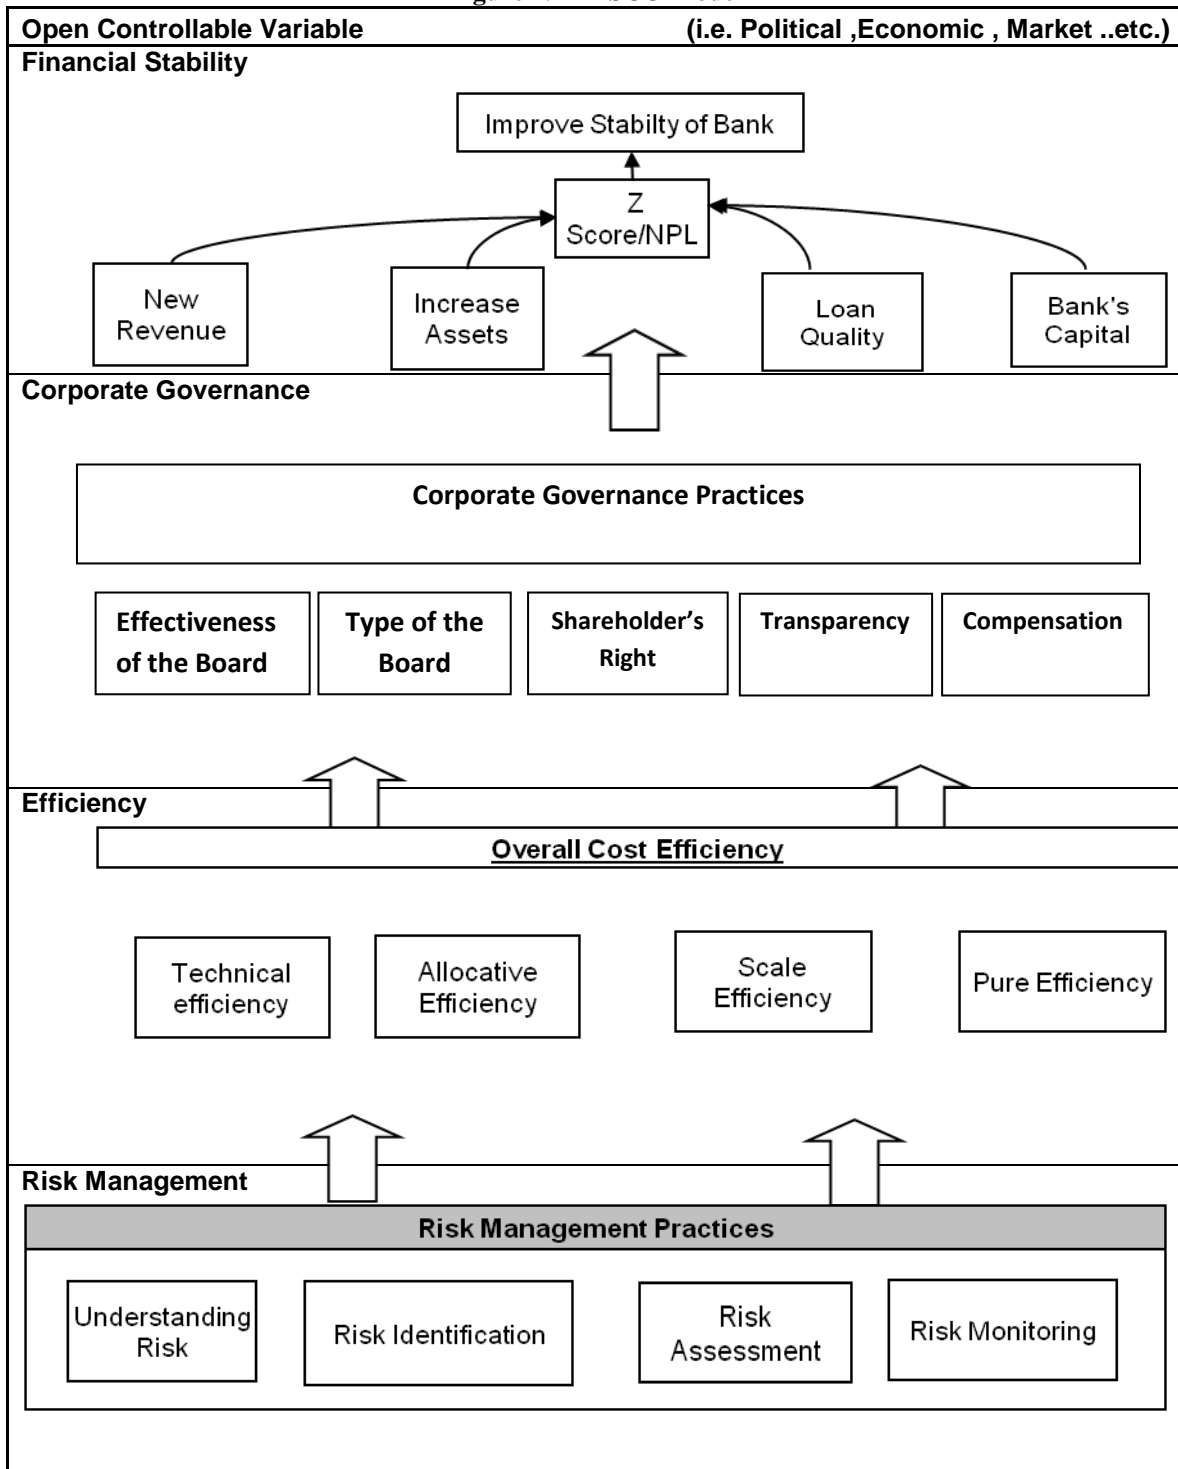 Open Controllable Variable (i.e. Political ,Economic , Market ..etc.)
Financial Stability
Improve Stabilty of Bank
Z
Score/NPL
New
Revenue
Increase
Assets
Loan
Quality
Bank's
Capital
Corporate Governance
Corporate Governance Practices
Effectiveness
of the Board
Type of the
Board
Shareholder’s
Right
Transparency
Compensation
Efficiency
Overall Cost Efficiency
Technical
efficiency
Allocative
Efficiency
Scale
Efficiency
Pure Efficiency
Risk Management
Risk Management Practices
Understanding
Risk
Risk Identification
Risk
Assessment
Risk Monitoring